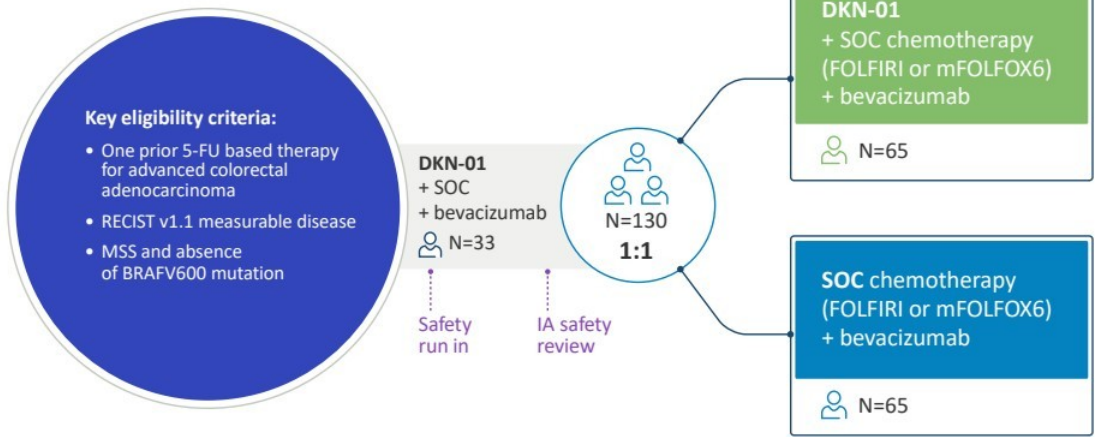 Key eligibility criteria:
• One prior 5-FU based therapy
for advanced colorectal
adenocarcinoma
• RECIST v1.1 measurable disease
• MSS and absence
of BRAFV600 mutation
DKN-01
+ SOC
+ bevacizumab
N=33
Safety
run in
IA safety
review
N=130
1:1
DKN-01
+ SOC chemotherapy
(FOLFIRI or mFOLFOX6)
+ bevacizumab
N=65
SOC chemotherapy
(FOLFIRI or mFOLFOX6)
+ bevacizumab
N=65